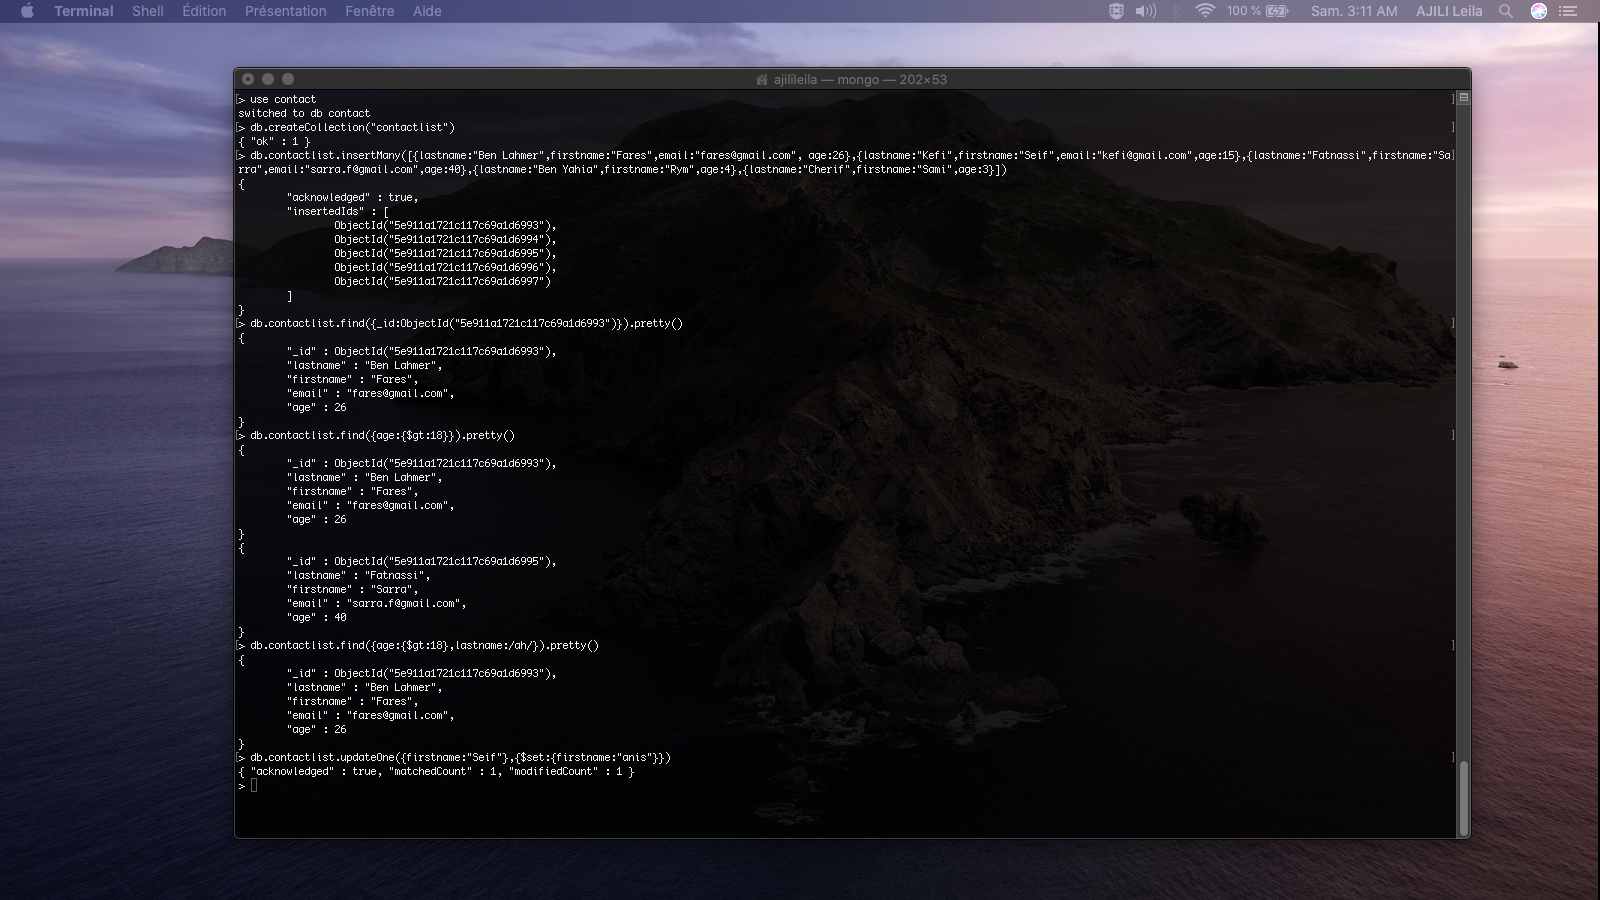 Terminal Shell Édition Présentation Fenêtre Aide 100 % Sam. 3:11 AM AJILI Leila
ajilileila — mongo — 202×53
[> use contact ]
switched to db contact
[> db.createCollection("contactlist") ]
{ "ok" : 1 }
[> db.contactlist.insertMany([{lastname:"Ben Lahmer",firstname:"Fares",email:"fares@gmail.com", age:26},{lastname:"Kefi",firstname:"Seif",email:"kefi@gmail.com",age:15},{lastname:"Fatnassi",firstname:"Sa]
rra",email:"sarra.f@gmail.com",age:40},{lastname:"Ben Yahia",firstname:"Rym",age:4},{lastname:"Cherif",firstname:"Sami",age:3}])
{
"acknowledged" : true,
"insertedIds" : [
ObjectId("5e911a1721c117c69a1d6993"),
ObjectId("5e911a1721c117c69a1d6994"),
ObjectId("5e911a1721c117c69a1d6995"),
ObjectId("5e911a1721c117c69a1d6996"),
ObjectId("5e911a1721c117c69a1d6997")
]
}
[> db.contactlist.find({_id:ObjectId("5e911a1721c117c69a1d6993")}).pretty() ]
{
"_id" : ObjectId("5e911a1721c117c69a1d6993"),
"lastname" : "Ben Lahmer",
"firstname" : "Fares",
"email" : "fares@gmail.com",
"age" : 26
}
[> db.contactlist.find({age:{$gt:18}}).pretty() ]
{
"_id" : ObjectId("5e911a1721c117c69a1d6993"),
"lastname" : "Ben Lahmer",
"firstname" : "Fares",
"email" : "fares@gmail.com",
"age" : 26
}
{
"_id" : ObjectId("5e911a1721c117c69a1d6995"),
"lastname" : "Fatnassi",
"firstname" : "Sarra",
"email" : "sarra.f@gmail.com",
"age" : 40
}
[> db.contactlist.find({age:{$gt:18},lastname:/ah/}).pretty() ]
{
"_id" : ObjectId("5e911a1721c117c69a1d6993"),
"lastname" : "Ben Lahmer",
"firstname" : "Fares",
"email" : "fares@gmail.com",
"age" : 26
}
[> db.contactlist.updateOne({firstname:"Seif"},{$set:{firstname:"anis"}}) ]
{ "acknowledged" : true, "matchedCount" : 1, "modifiedCount" : 1 }
>